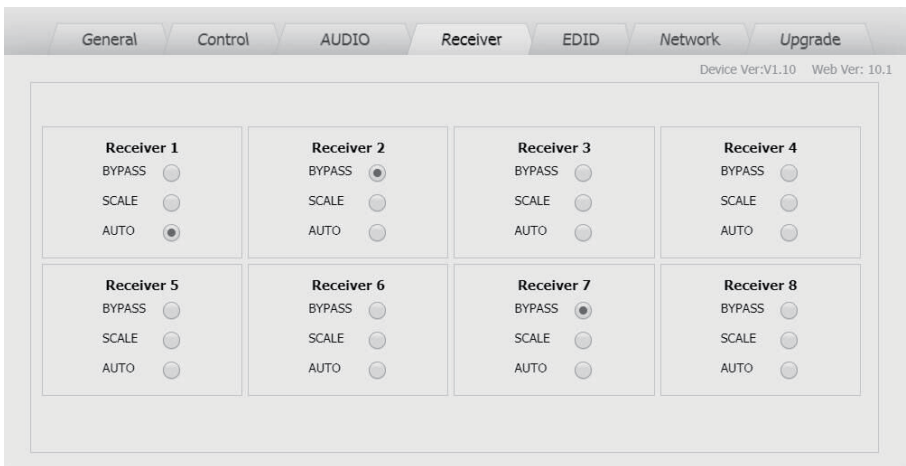 General Control AUDIO Receiver EDID Network Upgrade
Device Ver:V1.10 Web Ver: 10.1
Receiver 1 Receiver 2 Receiver 3 Receiver 4
BYPASS BYPASS BYPASS BYPASS
SCALE SCALE SCALE SCALE
AUTO AUTO AUTO AUTO
Receiver 5 Receiver 6 Receiver 7 Receiver 8
BYPASS BYPASS BYPASS BYPASS
SCALE SCALE SCALE SCALE
AUTO AUTO AUTO AUTO